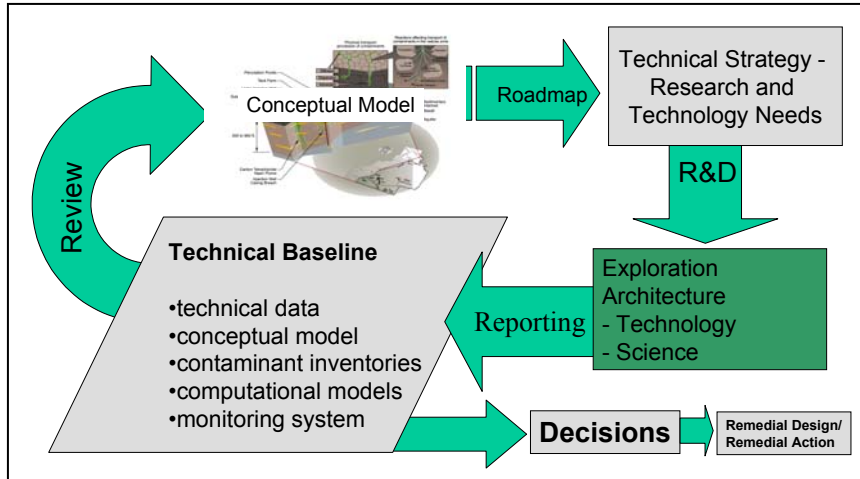 Conceptual Model
Roadmap
Technical Strategy -
Research and
Technology Needs
R&D
Exploration
Architecture
- Technology
- Science
Reporting
Review
Technical Baseline
•technical data
•conceptual model
•contaminant inventories
•computational models
•monitoring system
Decisions
Remedial Design/
Remedial Action